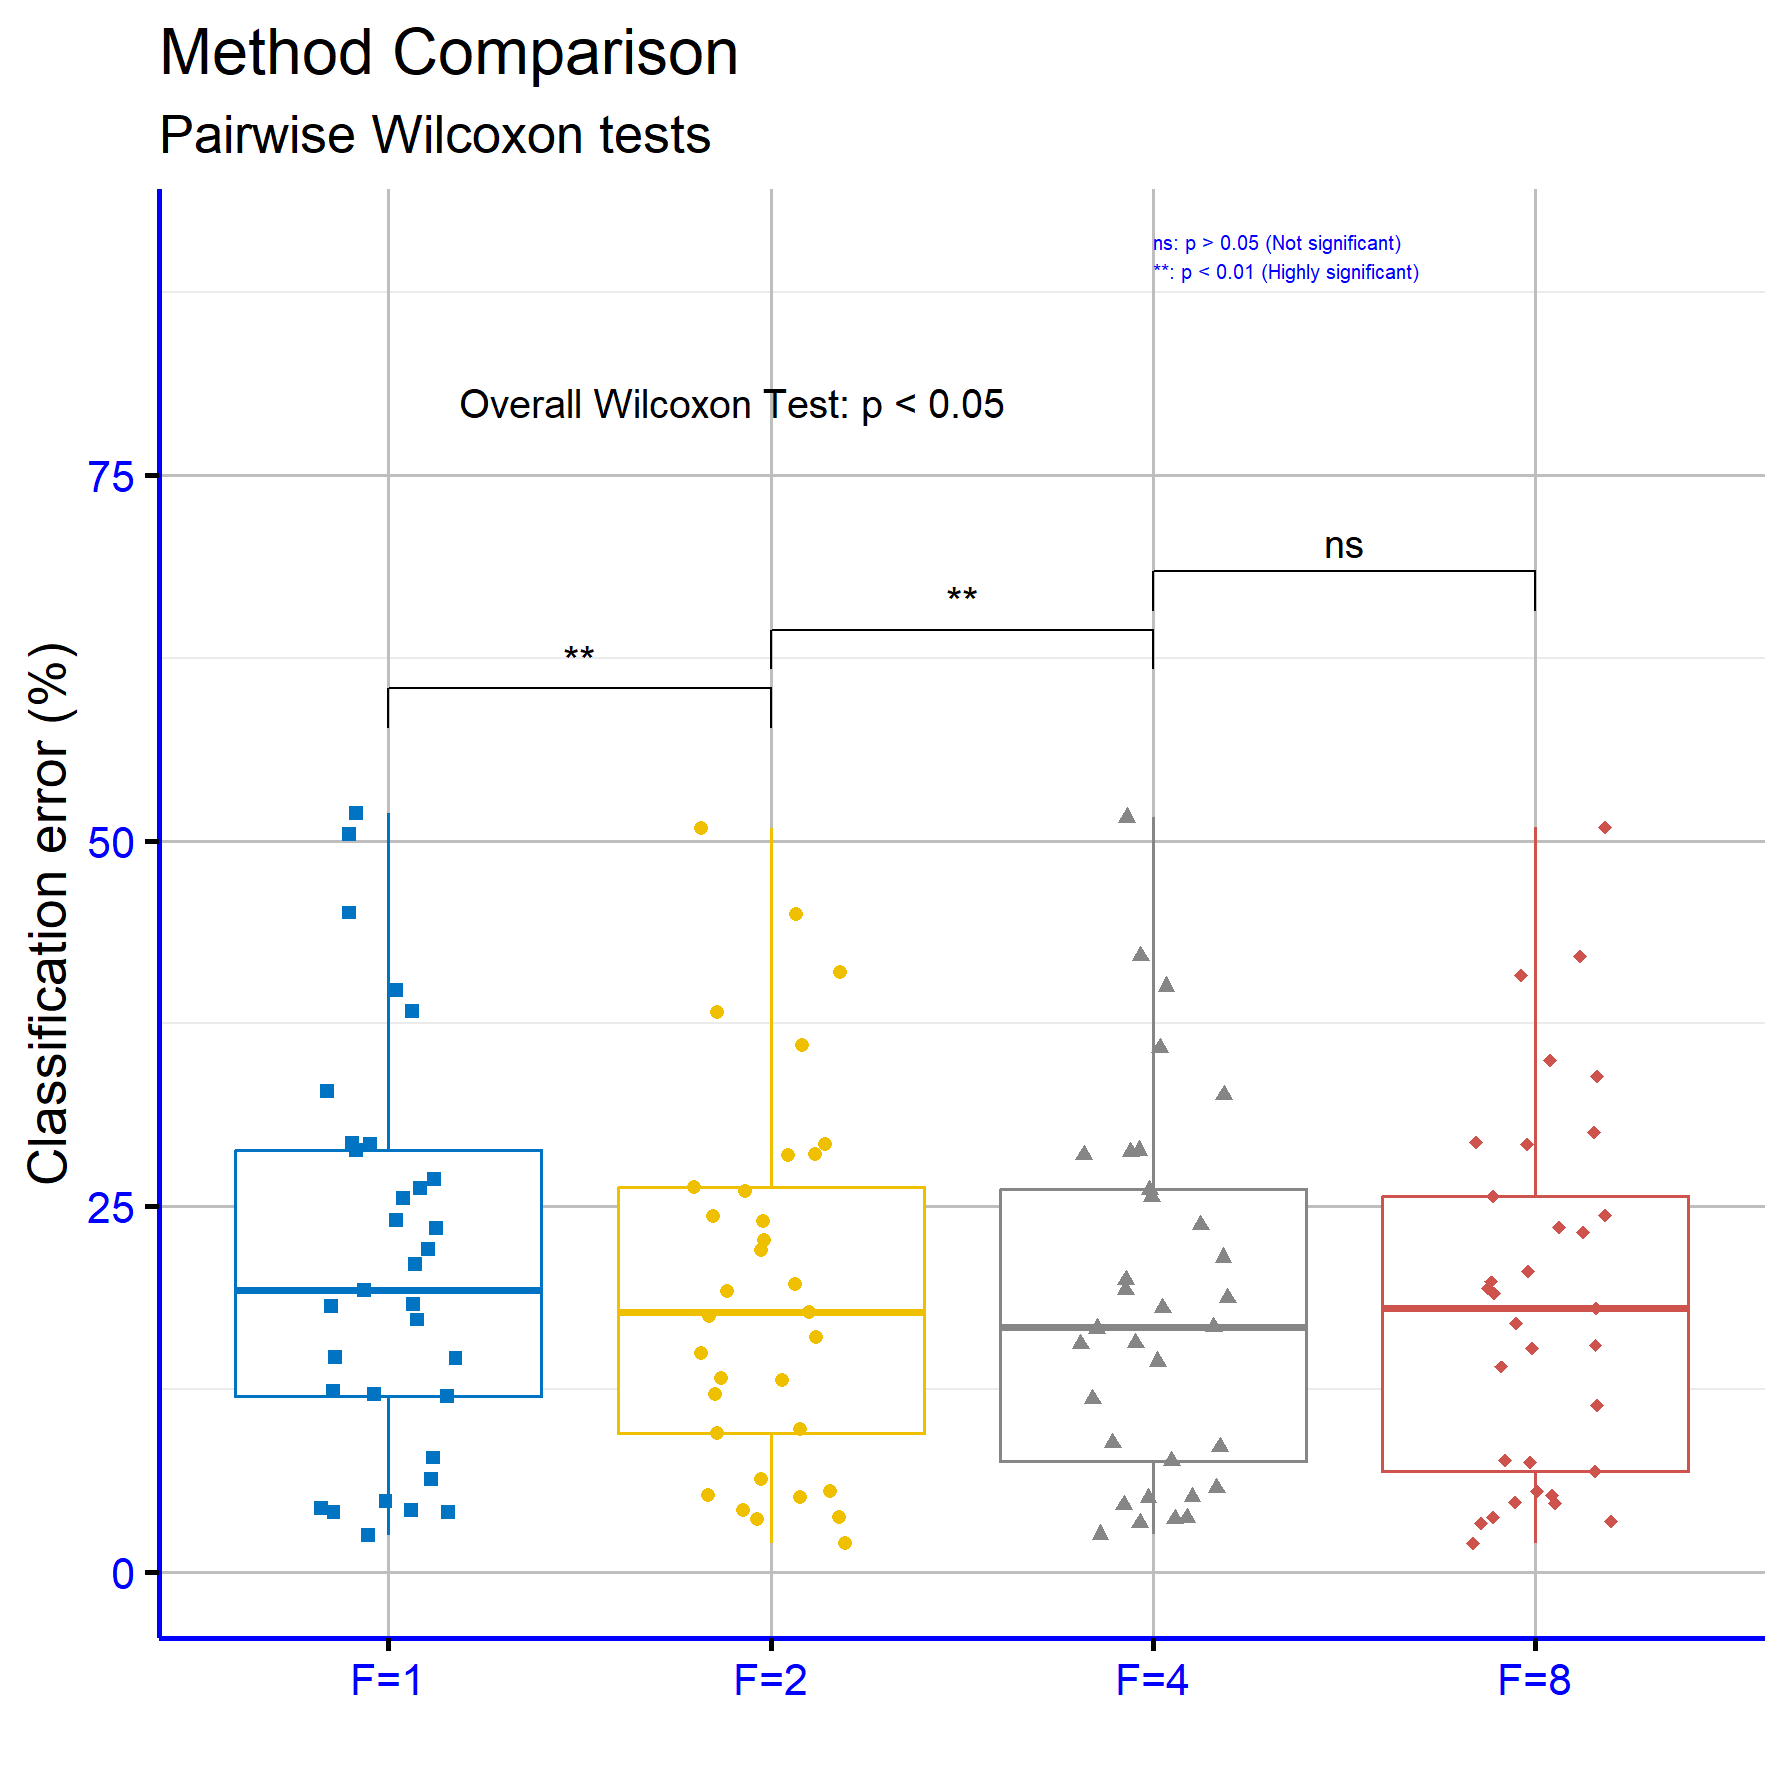 Method Comparison
Pairwise Wilcoxon tests
ns: p > 0.05 (Not significant)
**: p < 0.01 (Highly significant)
Overall Wilcoxon Test: p < 0.05
75
ns
**
**
50
25
0
Classification error (%)
F=1
F=2
F=4
F=8